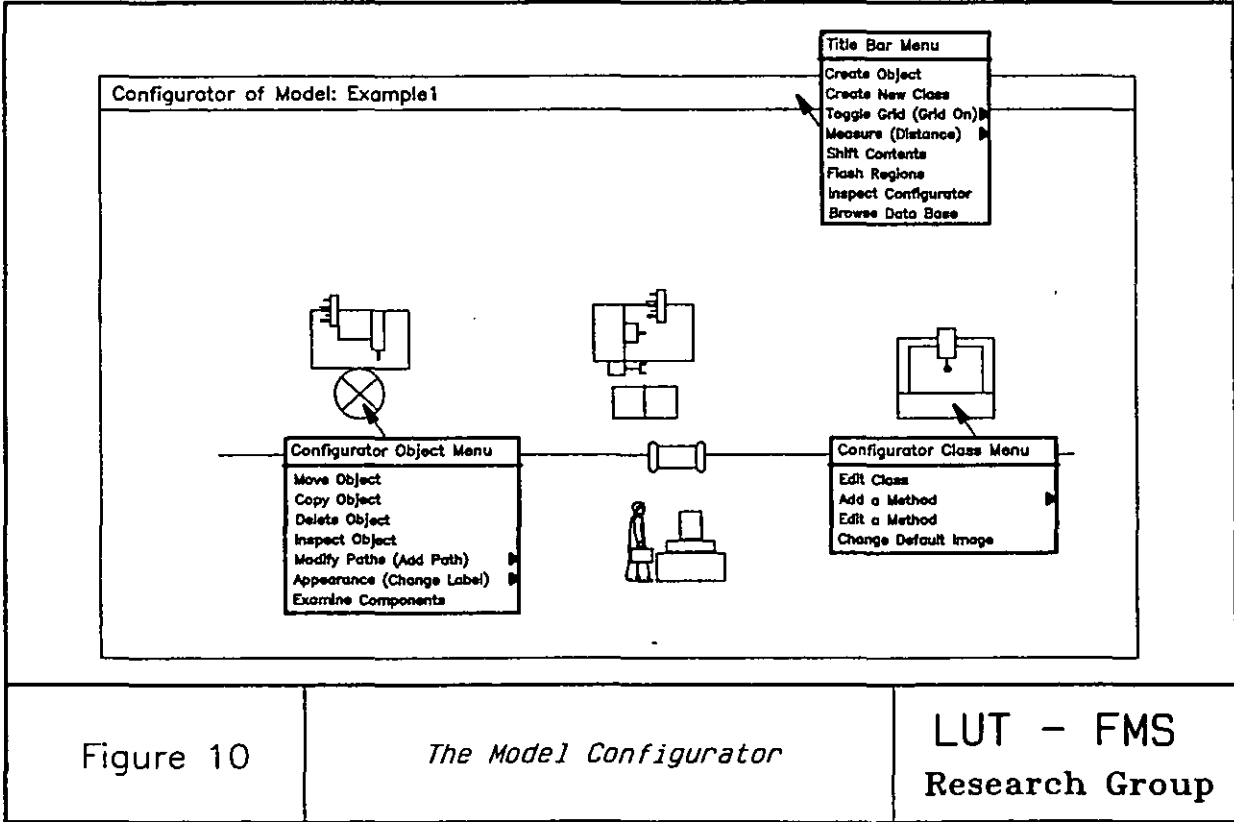 Title Bar Menu
Create Object
Create New Class
Toggle Grid (Grid On)
Measure (Distance)
Shift Contents
Flash Regions
Inspect Configurator
Browse Data Base
Configurator of Model: Example1
Configurator Object Menu
Move Object
Copy Object
Delete Object
Inspect Object
Modify Paths (Add Path)
Appearance (Change Label)
Examine Components
Configurator Class Menu
Edit Class
Add a Method
Edit a Method
Change Default Image
Figure 10
The Model Configurator
LUT - FMS
Research Group